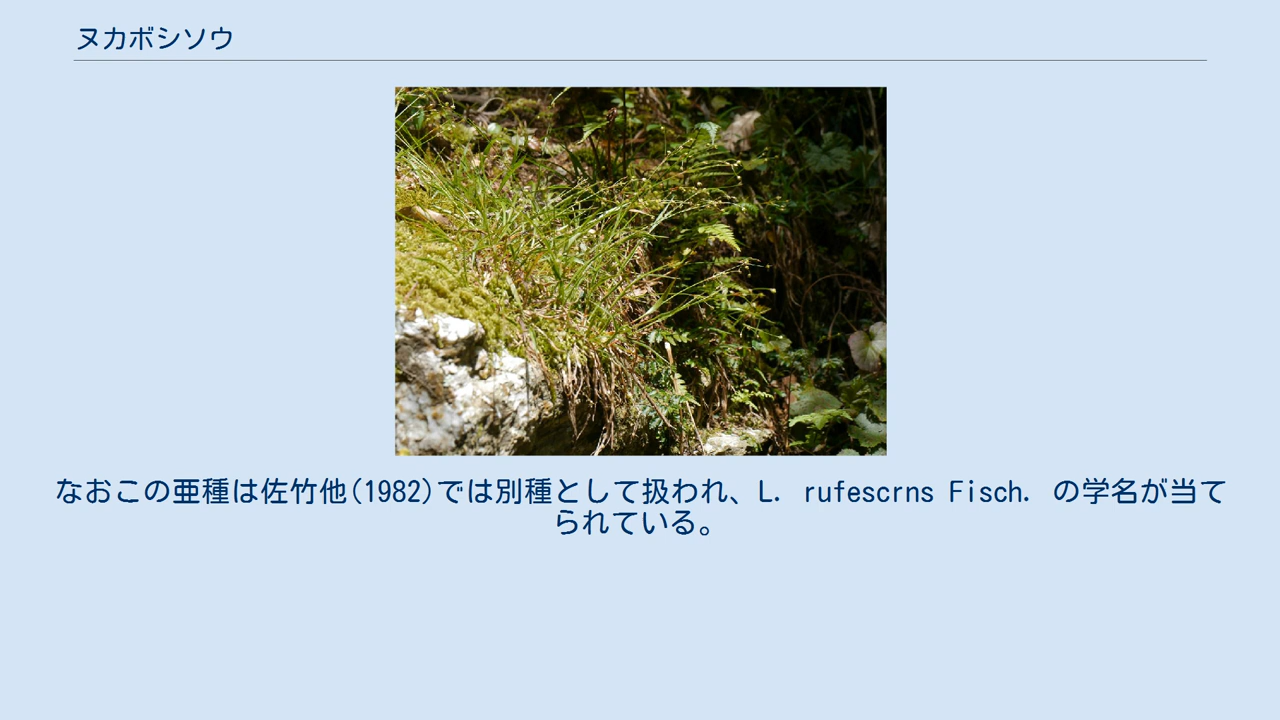 ヌカボシソウ
なおこの亜種は佐竹他(1982)では別種として扱われ、L. rufescrns Fisch. の学名が当て
られている。